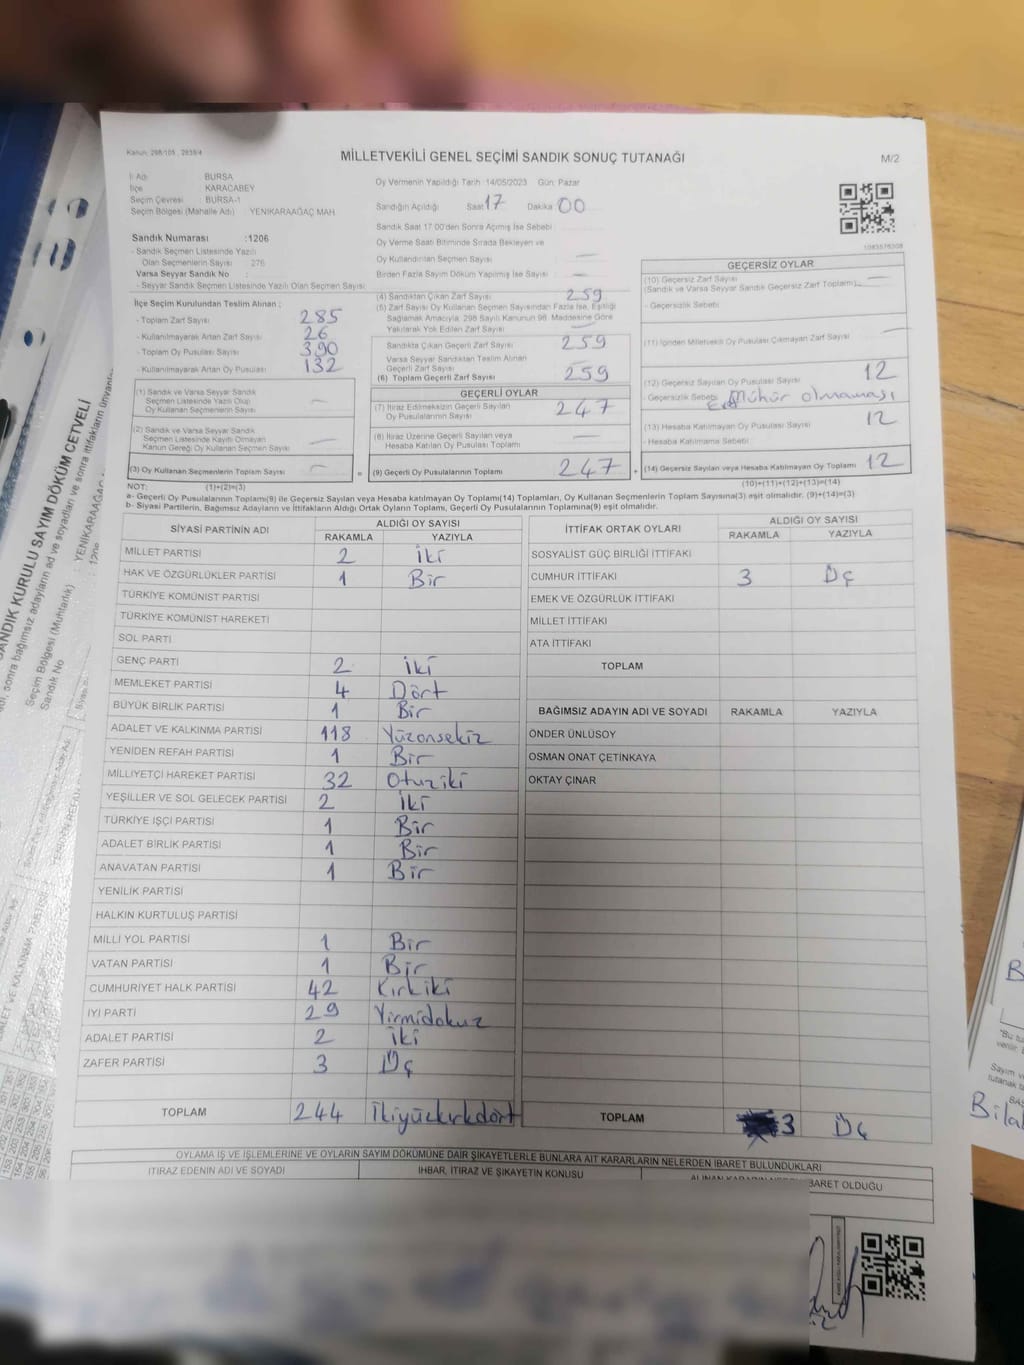 Kanun: 298/105, 2839/4
MİLLETVEKİLİ GENEL SEÇİMİ SANDIK SONUÇ TUTANAĞI
M/2
İl Adı BURSA
İlçe KARACABEY
Seçim Çevresi : BURSA-1
Seçim Bölgesi (Mahalle Adı) : YENİKARAAĞAÇ MAH.
Sandık Numarası :1206
- Sandık Seçmen Listesinde Yazılı
Olan Seçmenlerin Sayısı : 276
Varsa Seyyar Sandık No :
- Seyyar Sandık Seçmen Listesinde Yazılı Olan Seçmen Sayısı:
İlçe Seçim Kurulundan Teslim Alınan :
- Toplam Zarf Sayısı 285
- Kullanılmayarak Artan Zarf Sayısı 26
- Toplam Oy Pusulası Sayısı 390
- Kullanılmayarak Artan Oy Pusulası 132
(1) Sandık ve Varsa Seyyar Sandık
Seçmen Listesinde Yazılı Olup
Oy Kullanan Seçmenlerin Sayısı —
(2) Sandık ve Varsa Seyyar Sandık
Seçmen Listesinde Kayıtlı Olmayan
Kanun Gereği Oy Kullanan Seçmen Sayısı —
(3) Oy Kullanan Seçmenlerin Toplam Sayısı —
Oy Vermenin Yapıldığı Tarih :14/05/2023 Gün: Pazar
Sandığın Açıldığı Saat 17 Dakika 00
Sandık Saat 17.00'den Sonra Açılmış İse Sebebi :
Oy Verme Saati Bitiminde Sırada Bekleyen ve
Oy Kullandırılan Seçmen Sayısı —
Birden Fazla Sayım Döküm Yapılmış İse Sayısı —
(4) Sandıktan Çıkan Zarf Sayısı 259
(5) Zarf Sayısı Oy Kullanan Seçmen Sayısından Fazla İse, Eşitliği
Sağlamak Amacıyla, 298 Sayılı Kanunun 98. Maddesine Göre
Yakılarak Yok Edilen Zarf Sayısı —
Sandıkta Çıkan Geçerli Zarf Sayısı 259
Varsa Seyyar Sandıktan Teslim Alınan
Geçerli Zarf Sayısı
(6) Toplam Geçerli Zarf Sayısı 259
GEÇERLİ OYLAR
(7) İtiraz Edilmeksizin Geçerli Sayılan
Oy Pusulasının Sayısı 247
(8) İtiraz Üzerine Geçerli Sayılan veya
Hesaba Katılan Oy Pusulası Toplamı —
= (9) Geçerli Oy Pusulalarının Toplamı 247 +
1083576308
GEÇERSİZ OYLAR
(10) Geçersiz Zarf Sayısı
(Sandık ve Varsa Seyyar Sandık Geçersiz Zarf Toplamı) —
- Geçersizlik Sebebi
(11) İçinden Milletvekili Oy Pusulası Çıkmayan Zarf Sayısı —
(12) Geçersiz Sayılan Oy Pusulası Sayısı 12
- Geçersizlik Sebebi Mühür olmaması
(13) Hesaba Katılmayan Oy Pusulası Sayısı 12
- Hesaba Katılmama Sebebi
(14) Geçersiz Sayılan veya Hesaba Katılmayan Oy Toplamı 12
NOT: (1)+(2)=(3) (10)+(11)+(12)+(13)=(14)
a- Geçerli Oy Pusulalarının Toplamı(9) ile Geçersiz Sayılan veya Hesaba katılmayan Oy Toplamı(14) Toplamları, Oy Kullanan Seçmenlerin Toplam Sayısına(3) eşit olmalıdır. (9)+(14)=(3)
b- Siyasi Partilerin, Bağımsız Adayların ve İttifakların Aldığı Ortak Oyların Toplamı, Geçerli Oy Pusulalarının Toplamına(9) eşit olmalıdır.
SİYASİ PARTİNİN ADI ALDIĞI OY SAYISI
RAKAMLA YAZIYLA
MİLLET PARTİSİ 2 İki
HAK VE ÖZGÜRLÜKLER PARTİSİ 1 Bir
TÜRKİYE KOMÜNİST PARTİSİ
TÜRKİYE KOMÜNİST HAREKETİ
SOL PARTİ
GENÇ PARTİ 2 İki
MEMLEKET PARTİSİ 4 Dört
BÜYÜK BİRLİK PARTİSİ 1 Bir
ADALET VE KALKINMA PARTİSİ 118 Yüzonsekiz
YENİDEN REFAH PARTİSİ 1 Bir
MİLLİYETÇİ HAREKET PARTİSİ 32 Otuziki
YEŞİLLER VE SOL GELECEK PARTİSİ 2 İki
TÜRKİYE İŞÇİ PARTİSİ 1 Bir
ADALET BİRLİK PARTİSİ 1 Bir
ANAVATAN PARTİSİ 1 Bir
YENİLİK PARTİSİ
HALKIN KURTULUŞ PARTİSİ
MİLLİ YOL PARTİSİ 1 Bir
VATAN PARTİSİ 1 Bir
CUMHURİYET HALK PARTİSİ 42 Kırkiki
İYİ PARTİ 29 Yirmidokuz
ADALET PARTİSİ 2 İki
ZAFER PARTİSİ 3 Üç
TOPLAM 244 İkiyüzkırkdört
İTTİFAK ORTAK OYLARI ALDIĞI OY SAYISI
RAKAMLA YAZIYLA
SOSYALİST GÜÇ BİRLİĞİ İTTİFAKI
CUMHUR İTTİFAKI 3 Üç
EMEK VE ÖZGÜRLÜK İTTİFAKI
MİLLET İTTİFAKI
ATA İTTİFAKI
TOPLAM
BAĞIMSIZ ADAYIN ADI VE SOYADI RAKAMLA YAZIYLA
ÖNDER ÜNLÜSOY
OSMAN ONAT ÇETİNKAYA
OKTAY ÇINAR
TOPLAM 3 Üç
OYLAMA İŞ VE İŞLEMLERİNE VE OYLARIN SAYIM DÖKÜMÜNE DAİR ŞİKAYETLERLE BUNLARA AİT KARARLARIN NELERDEN İBARET BULUNDUKLARI
İTİRAZ EDENİN ADI VE SOYADI İHBAR, İTİRAZ VE ŞİKAYETİN KONUSU
BARET OLDUĞU
SANDIK KURULU SAYIM DÖKÜM CETVELİ
sonra bağımsız adayların ad ve soyadları ve sonra ittifakların unvanları
Seçim Bölgesi (Muhtarlık) : YENİKARAAĞAÇ
Sandık No : 1206
Bilal